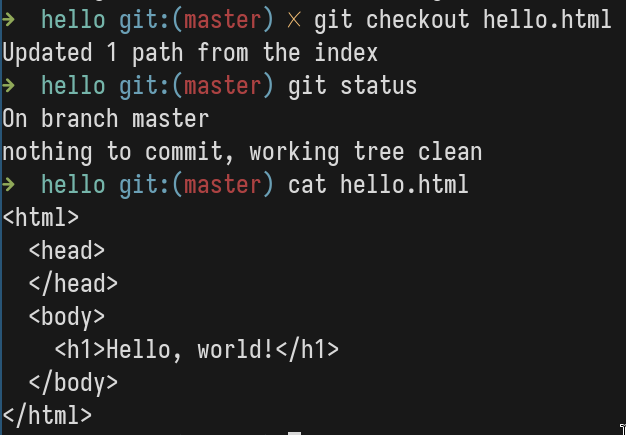 ➜  hello git:(master) ✗ git checkout hello.html
Updated 1 path from the index
➜  hello git:(master) git status
On branch master
nothing to commit, working tree clean
➜  hello git:(master) cat hello.html
<html>
  <head>
  </head>
  <body>
    <h1>Hello, world!</h1>
  </body>
</html>